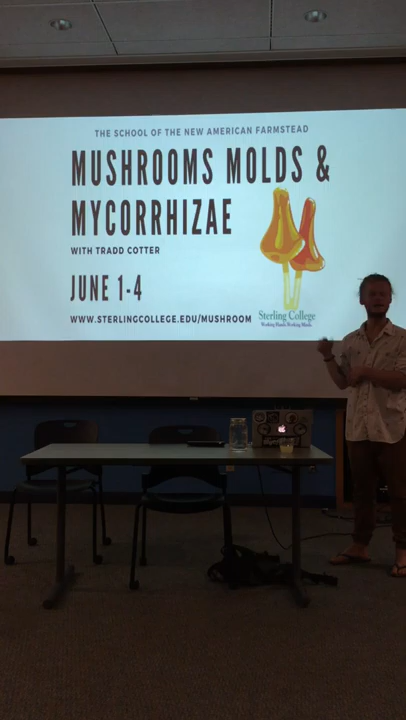 THE SCHOOL OF THE NEW AMERICAN FARMSTEAD
MUSHROOMS MOLDS &
MYCORRHIZAE
WITH TRADD COTTER
JUNE 1-4
WWW.STERLINGCOLLEGE.EDU/MUSHROOM
Sterling College
Working Hands.Working Minds.